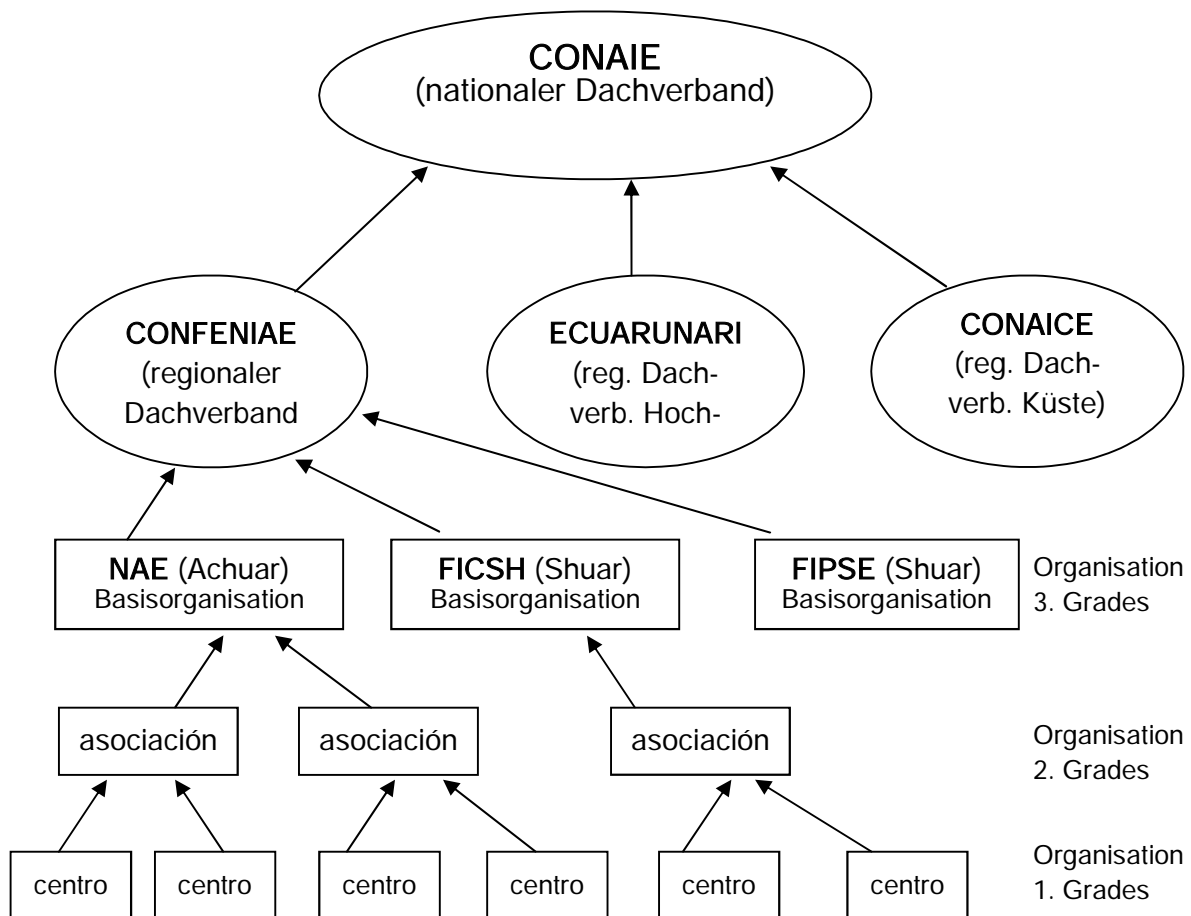 CONAIE
(nationaler Dachverband)
CONFENIAE
(regionaler
Dachverband
ECUARUNARI
(reg. Dach-
verb. Hoch-
CONAICE
(reg. Dach-
verb. Küste)
NAE (Achuar)
Basisorganisation
FICSH (Shuar)
Basisorganisation
FIPSE (Shuar)
Basisorganisation
Organisation
3. Grades
asociación
asociación
asociación
Organisation
2. Grades
centro
centro
centro
centro
centro
centro
Organisation
1. Grades